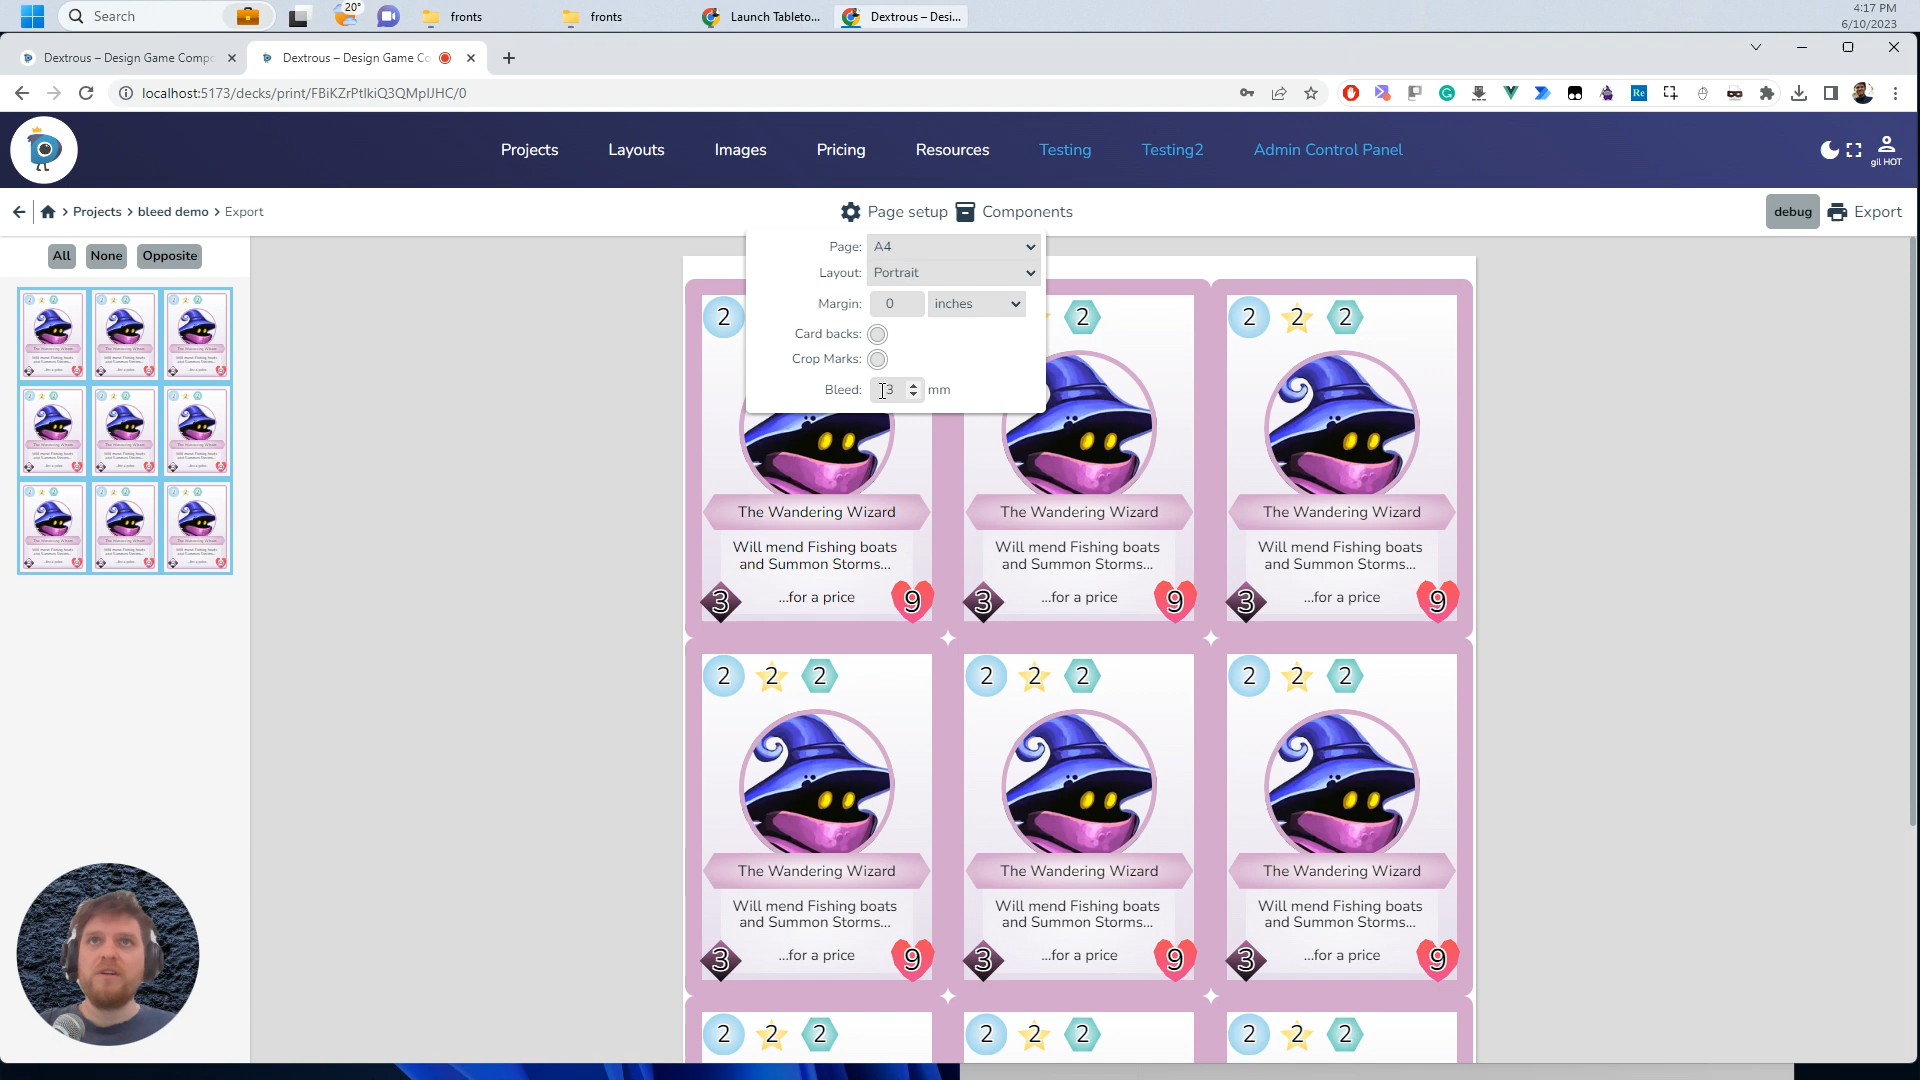 Search
20°
fronts
fronts
Launch Tableto...
Dextrous – Desi...
4:17 PM
6/10/2023
Dextrous – Design Game Compo
Dextrous – Design Game Co
localhost:5173/decks/print/FBiKZrPtIkiQ3QMpIJHC/0
Projects
Layouts
Images
Pricing
Resources
Testing
Testing2
Admin Control Panel
gil HOT
Projects
bleed demo
Export
Page setup
Components
debug
Export
All
None
Opposite
Page: A4
Layout: Portrait
Margin: 0 inches
Card backs:
Crop Marks:
Bleed: 3 mm
2
2
2 2 2
The Wandering Wizard
The Wandering Wizard
The Wandering Wizard
Will mend Fishing boats
and Summon Storms...
Will mend Fishing boats
and Summon Storms...
Will mend Fishing boats
and Summon Storms...
3 ...for a price 9
3 ...for a price 9
3 ...for a price 9
2 2 2
2 2 2
2 2 2
The Wandering Wizard
The Wandering Wizard
The Wandering Wizard
Will mend Fishing boats
and Summon Storms...
Will mend Fishing boats
and Summon Storms...
Will mend Fishing boats
and Summon Storms...
3 ...for a price 9
3 ...for a price 9
3 ...for a price 9
2 2 2
2 2 2
2 2 2